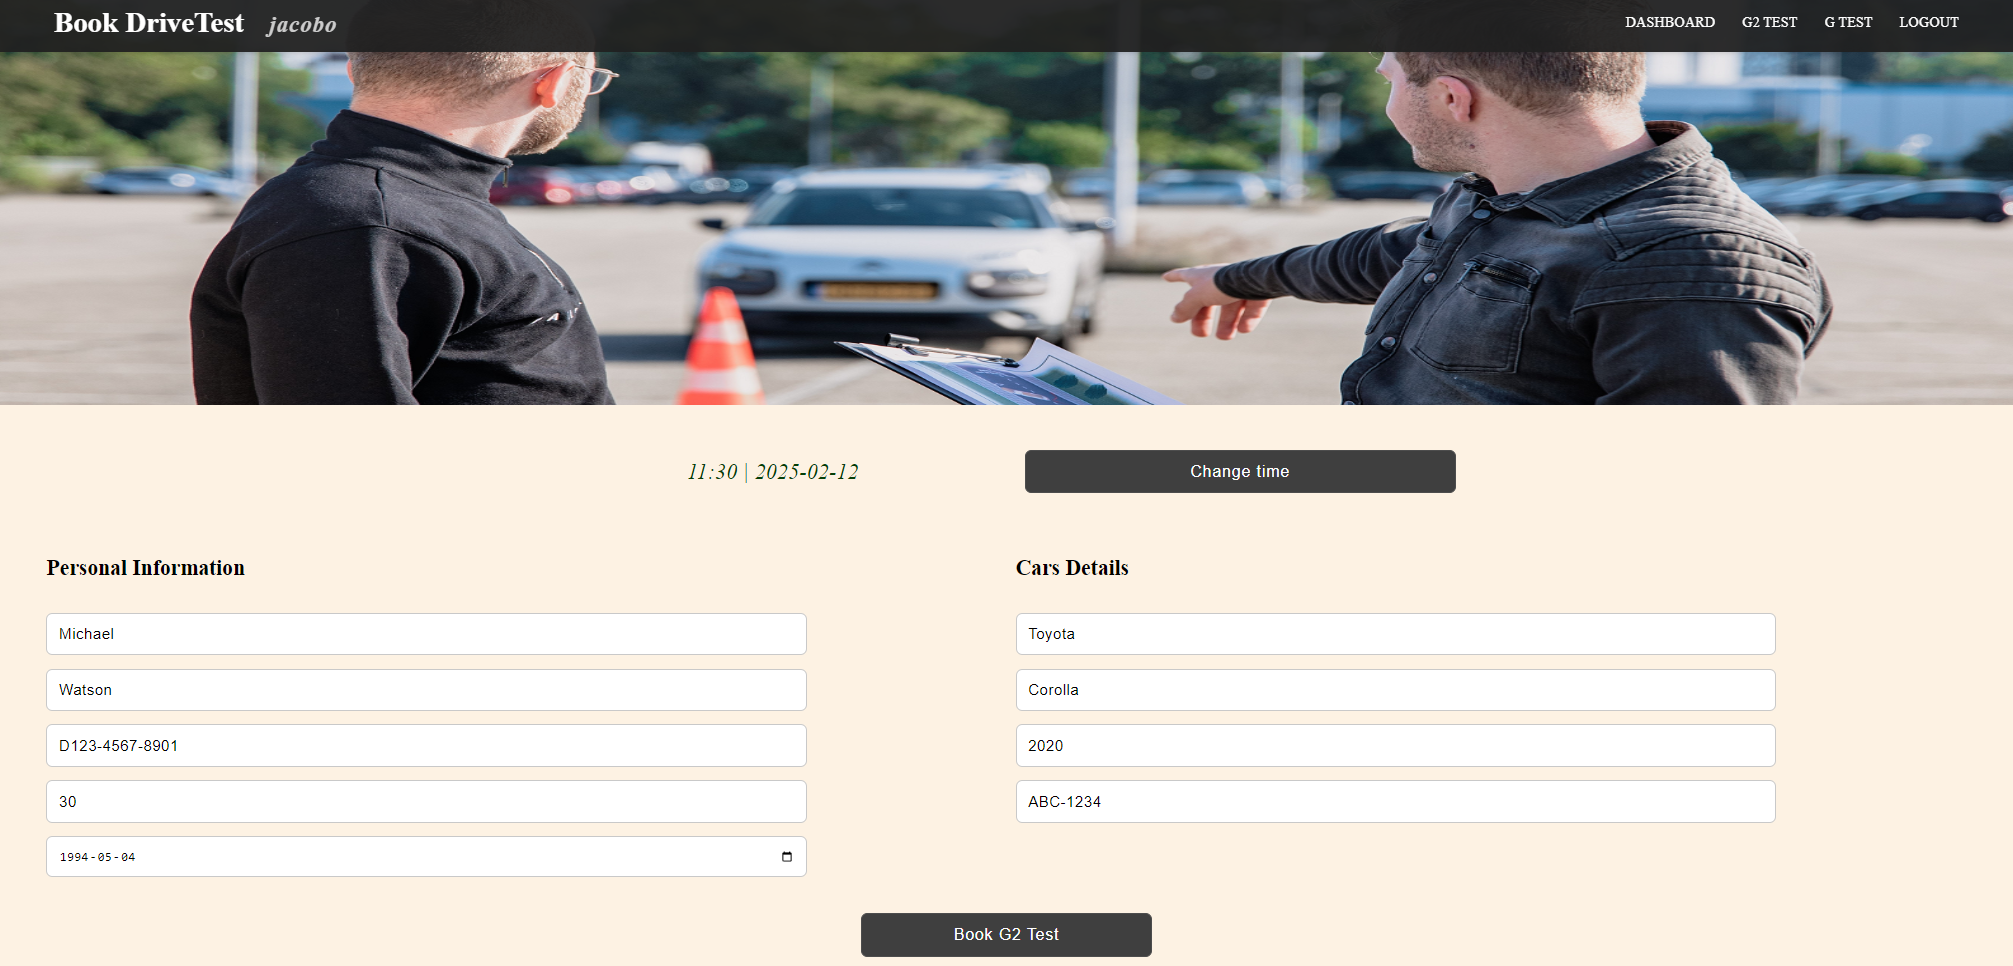 Book DriveTest jacobo DASHBOARD G2 TEST G TEST LOGOUT
11:30 | 2025-02-12 Change time
Personal Information
Michael
Watson
D123-4567-8901
30
1994-05-04
Cars Details
Toyota
Corolla
2020
ABC-1234
Book G2 Test